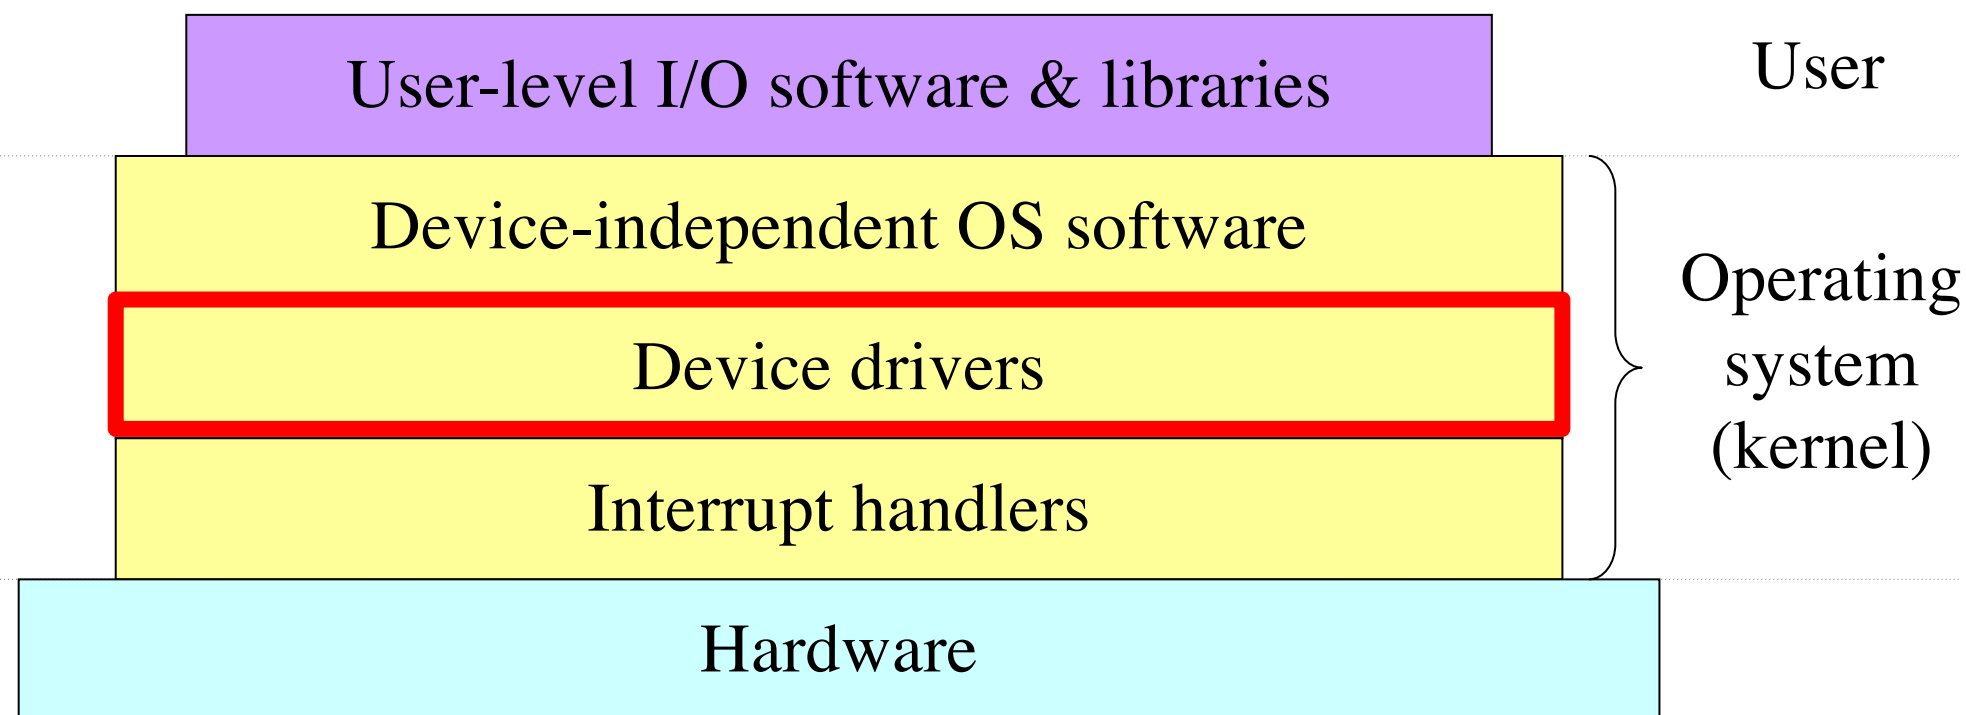 User-level I/O software & libraries
User
Device-independent OS software
Device drivers
Interrupt handlers
Operating
system
(kernel)
Hardware